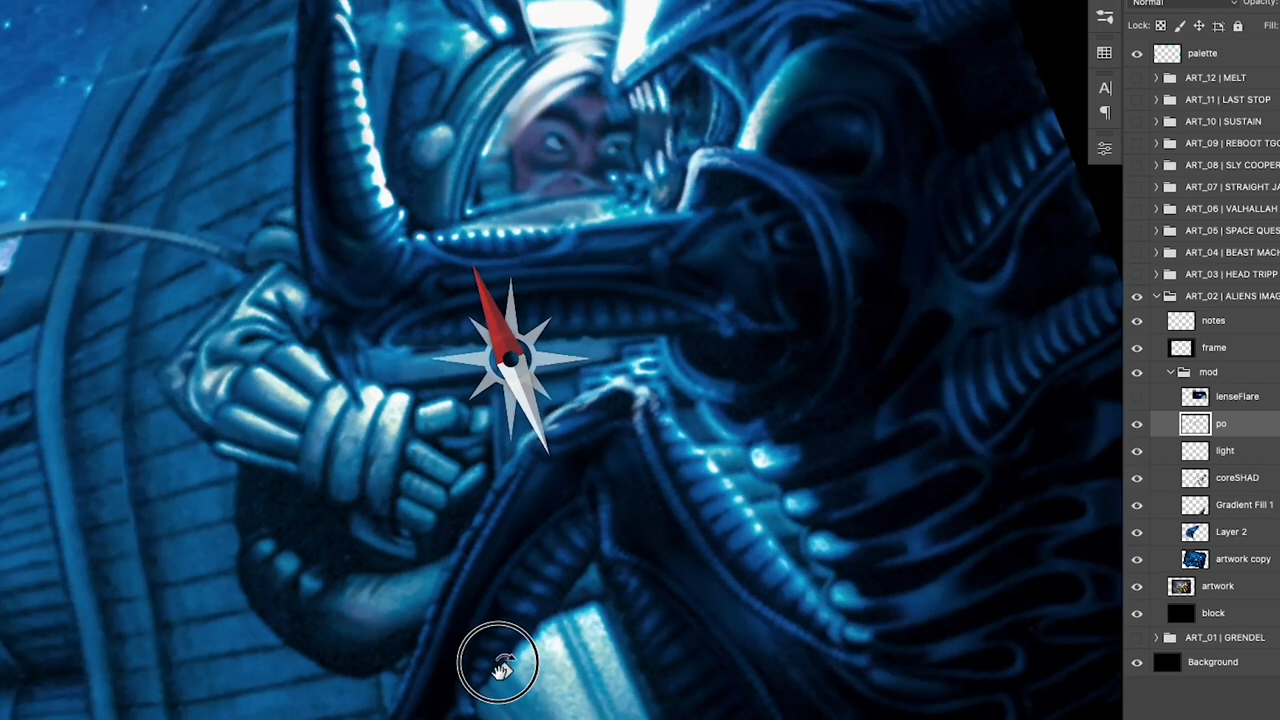 Normal
Opacity:
Lock:
Fill:
palette
ART_12 | MELT
ART_11 | LAST STOP
ART_10 | SUSTAIN
ART_09 | REBOOT TGC
ART_08 | SLY COOPER
ART_07 | STRAIGHT JA
ART_06 | VALHALLAH
ART_05 | SPACE QUES
ART_04 | BEAST MACH
ART_03 | HEAD TRIPP
ART_02 | ALIENS IMAG
notes
frame
mod
lenseFlare
po
light
coreSHAD
Gradient Fill 1
Layer 2
artwork copy
artwork
block
ART_01 | GRENDEL
Background